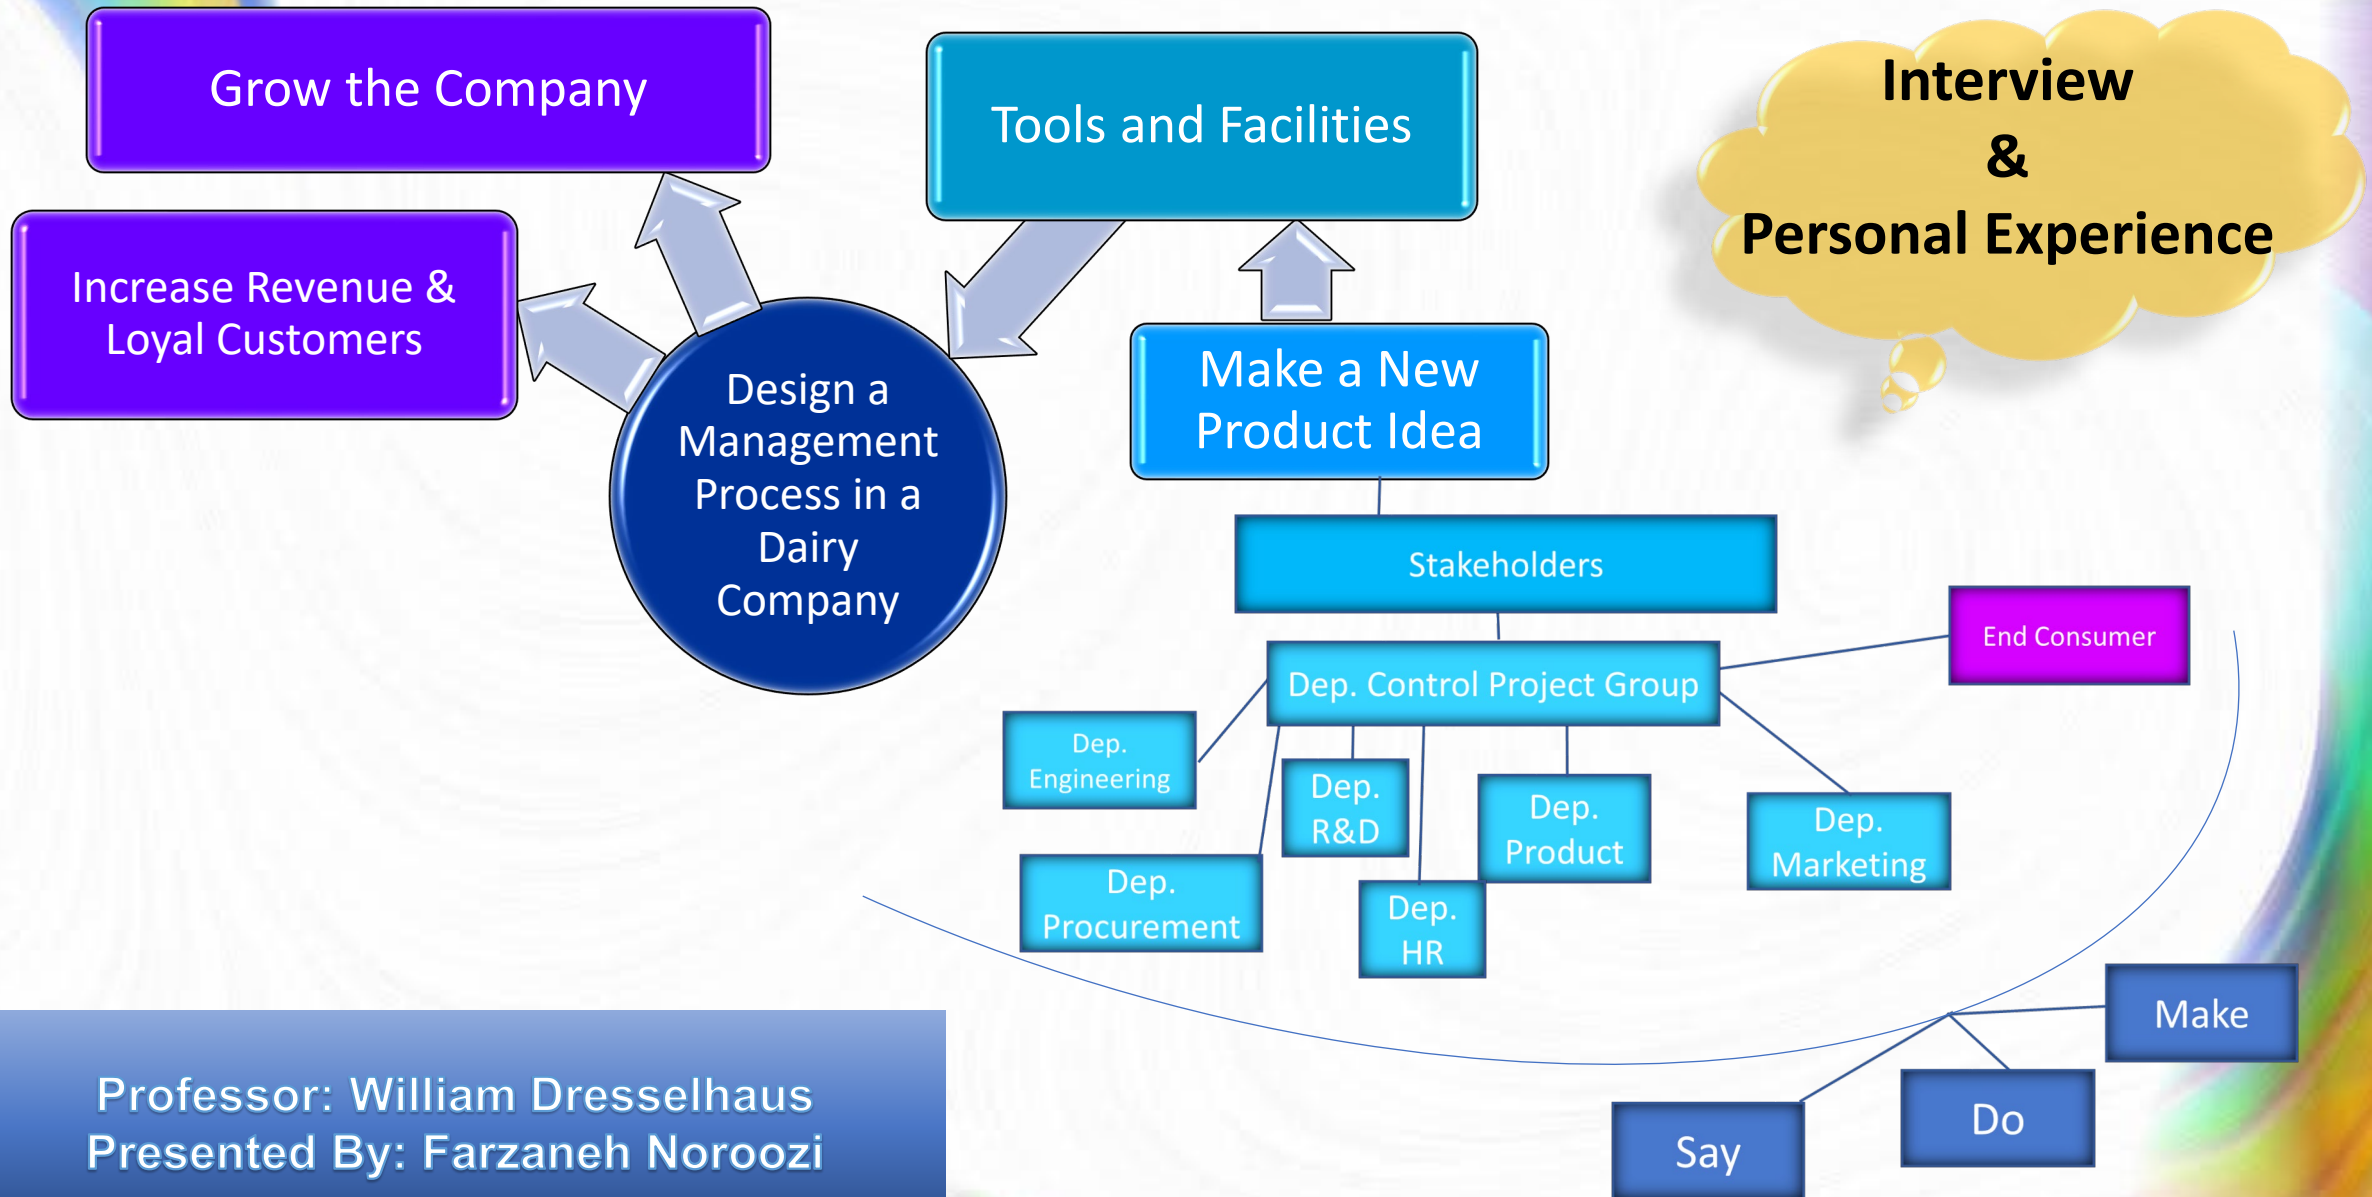 Grow the Company
Tools and Facilities
Interview
&
Personal Experience
Increase Revenue &
Loyal Customers
Design a
Management
Process in a
Dairy
Company
Make a New
Product Idea
Stakeholders
End Consumer
Dep. Control Project Group
Dep.
Engineering
Dep.
R&D
Dep.
Product
Dep.
Marketing
Dep.
Procurement
Dep.
HR
Make
Do
Say
Professor: William Dresselhaus
Presented By: Farzaneh Noroozi